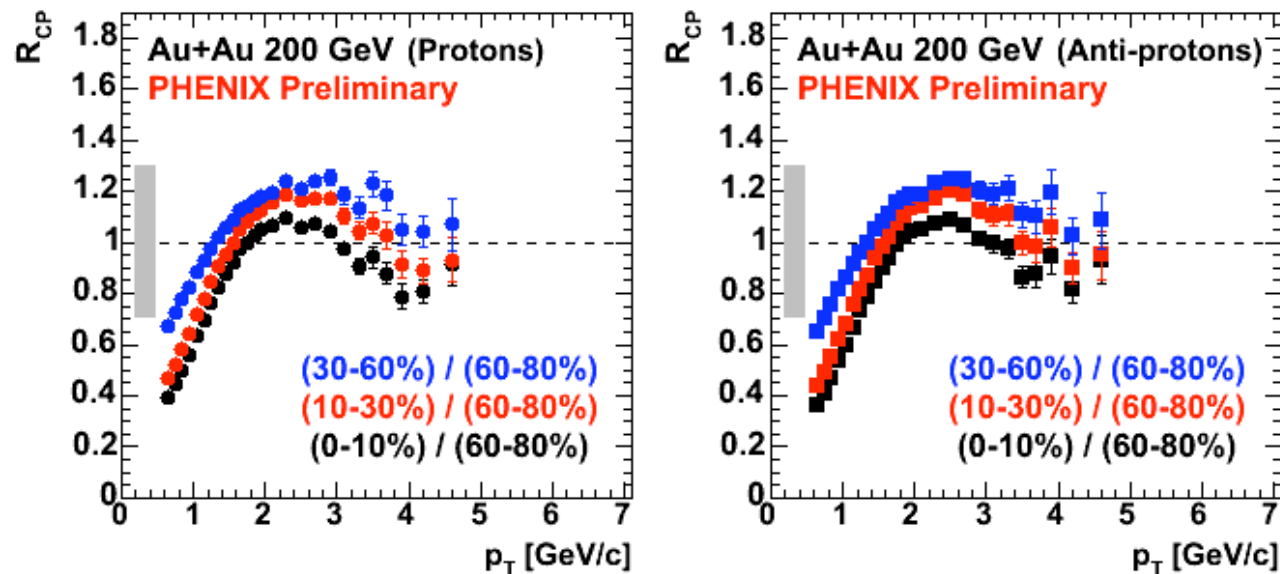 R_CP
1.8
1.6
1.4
1.2
1
0.8
0.6
0.4
0.2
0
Au+Au 200 GeV (Protons)
PHENIX Preliminary
(30-60%) / (60-80%)
(10-30%) / (60-80%)
(0-10%) / (60-80%)
0 1 2 3 4 5 6 7
p_T [GeV/c]
R_CP
1.8
1.6
1.4
1.2
1
0.8
0.6
0.4
0.2
0
Au+Au 200 GeV (Anti-protons)
PHENIX Preliminary
(30-60%) / (60-80%)
(10-30%) / (60-80%)
(0-10%) / (60-80%)
0 1 2 3 4 5 6 7
p_T [GeV/c]